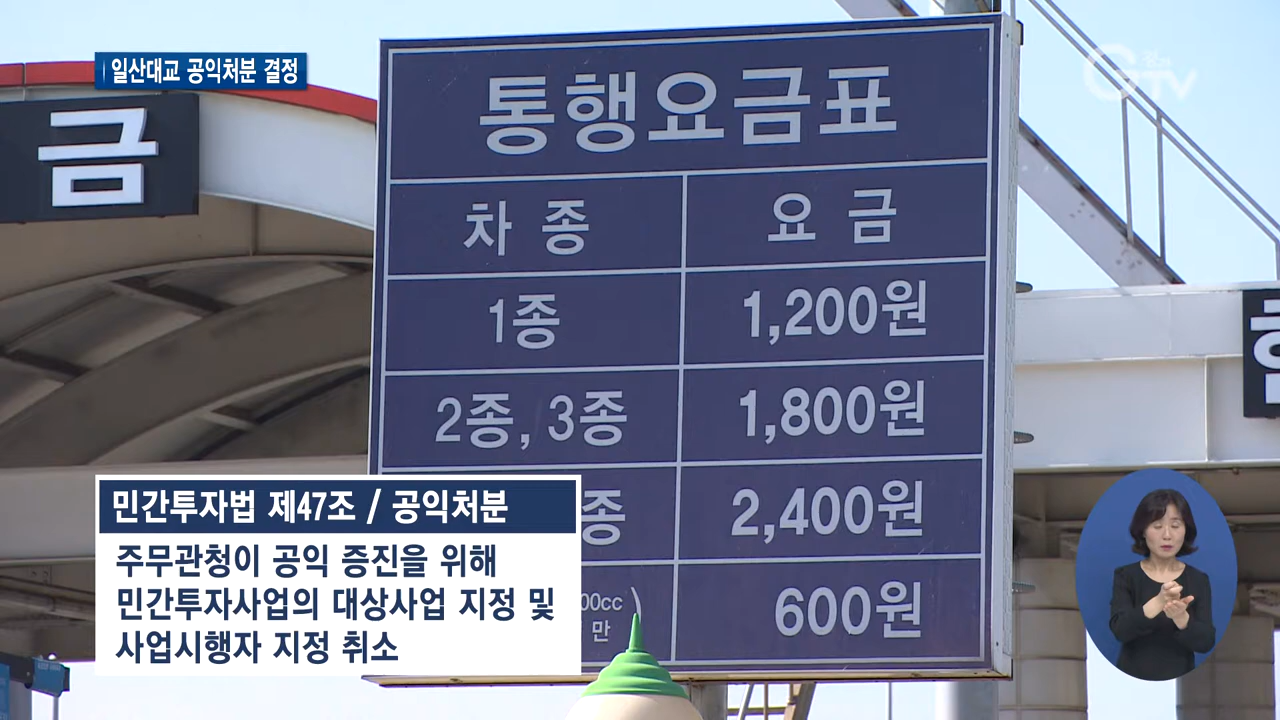 일산대교 공익처분 결정
GTV
금
통행요금표
차 종 요 금
1종 1,200원
2종, 3종 1,800원
종 2,400원
00cc
만
600원
민간투자법 제47조 / 공익처분
주무관청이 공익 증진을 위해
민간투자사업의 대상사업 지정 및
사업시행자 지정 취소